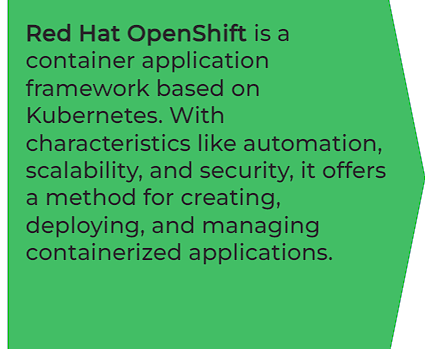 Red Hat OpenShift is a
container application
framework based on
Kubernetes. With
characteristics like automation,
scalability, and security, it offers
a method for creating,
deploying, and managing
containerized applications.